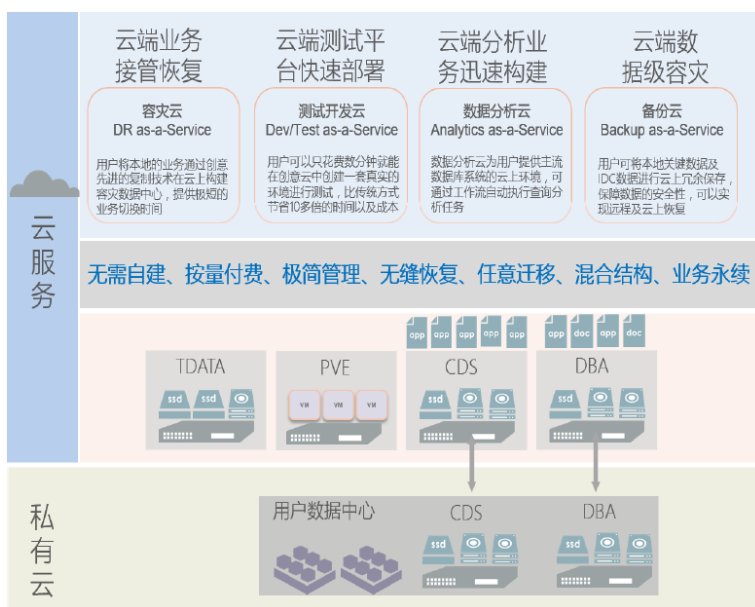 云端业务
接管恢复
云端测试平
台快速部署
云端分析业
务迅速构建
云端数
据级容灾
容灾云
DR as-a-Service
用户将本地的业务通过创意
先进的复制技术在云上构建
容灾数据中心，提供极短的
业务切换时间
测试开发云
Dev/Test as-a-Service
用户可以只花费数分钟就能
在创意云中创建一套真实的
环境进行测试，比传统方式
节省10多倍的时间以及成本
数据分析云
Analytics as-a-Service
数据分析云为用户提供主流
数据库系统的云上环境，可
通过工作流自动执行查询分
析任务
备份云
Backup as-a-Service
用户可将本地关键数据及
IDC数据进行云上冗余保存，
保障数据的安全性，可以实
现远程及云上恢复
云服务
无需自建、按量付费、极简管理、无缝恢复、任意迁移、混合结构、业务永续
app app app app app
app doc app doc
TDATA
ssd ssd
PVE
VM VM VM
CDS
ssd
DBA
ssd
私有云
用户数据中心
CDS
ssd
DBA
ssd